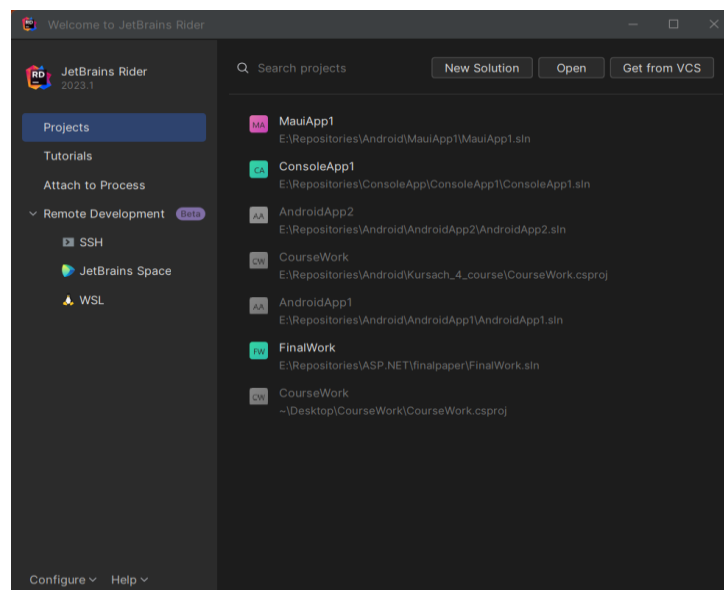 Welcome to JetBrains Rider
RD
JetBrains Rider
2023.1
Projects
Tutorials
Attach to Process
Remote Development Beta
SSH
JetBrains Space
WSL
Configure Help
Search projects New Solution Open Get from VCS
MA MauiApp1
E:\Repositories\Android\MauiApp1\MauiApp1.sln
CA ConsoleApp1
E:\Repositories\ConsoleApp\ConsoleApp1\ConsoleApp1.sln
AA AndroidApp2
E:\Repositories\Android\AndroidApp2\AndroidApp2.sln
CW CourseWork
E:\Repositories\Android\Kursach_4_course\CourseWork.csproj
AA AndroidApp1
E:\Repositories\Android\AndroidApp1\AndroidApp1.sln
FW FinalWork
E:\Repositories\ASP.NET\finalpaper\FinalWork.sln
CW CourseWork
~\Desktop\CourseWork\CourseWork.csproj